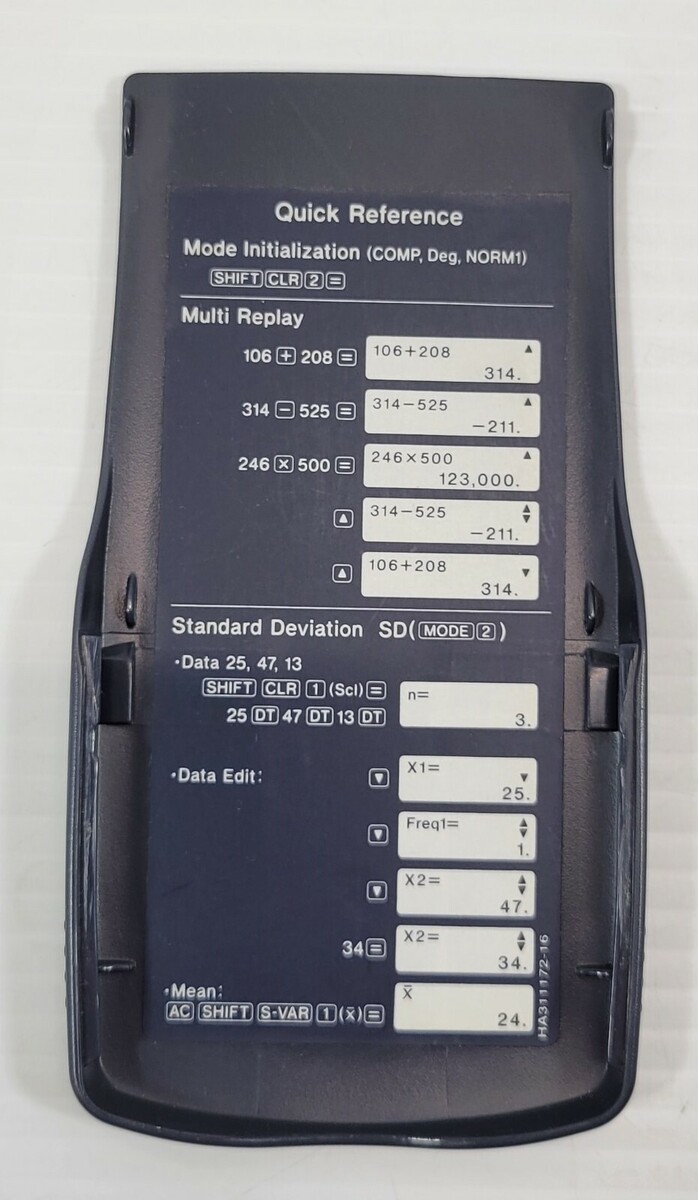 Quick Reference
Mode Initialization (COMP, Deg, NORM1)
SHIFT CLR 2 =
Multi Replay
106 + 208 = 106+208 ▲
314.
314 − 525 = 314−525 ▲
−211.
246 × 500 = 246×500 ▲
123,000.
▲ 314−525 ▲▼
−211.
▲ 106+208 ▼
314.
Standard Deviation SD( MODE 2 )
•Data 25, 47, 13
SHIFT CLR 1 (Scl) = n=
25 DT 47 DT 13 DT 3.
•Data Edit: ▼ X1= ▼
25.
▼ Freq1= ▲▼
1.
▼ X2= ▲▼
47.
34 = X2= ▲▼
34.
•Mean: x̄
AC SHIFT S-VAR 1 (x̄) = 24.
HA311172-16